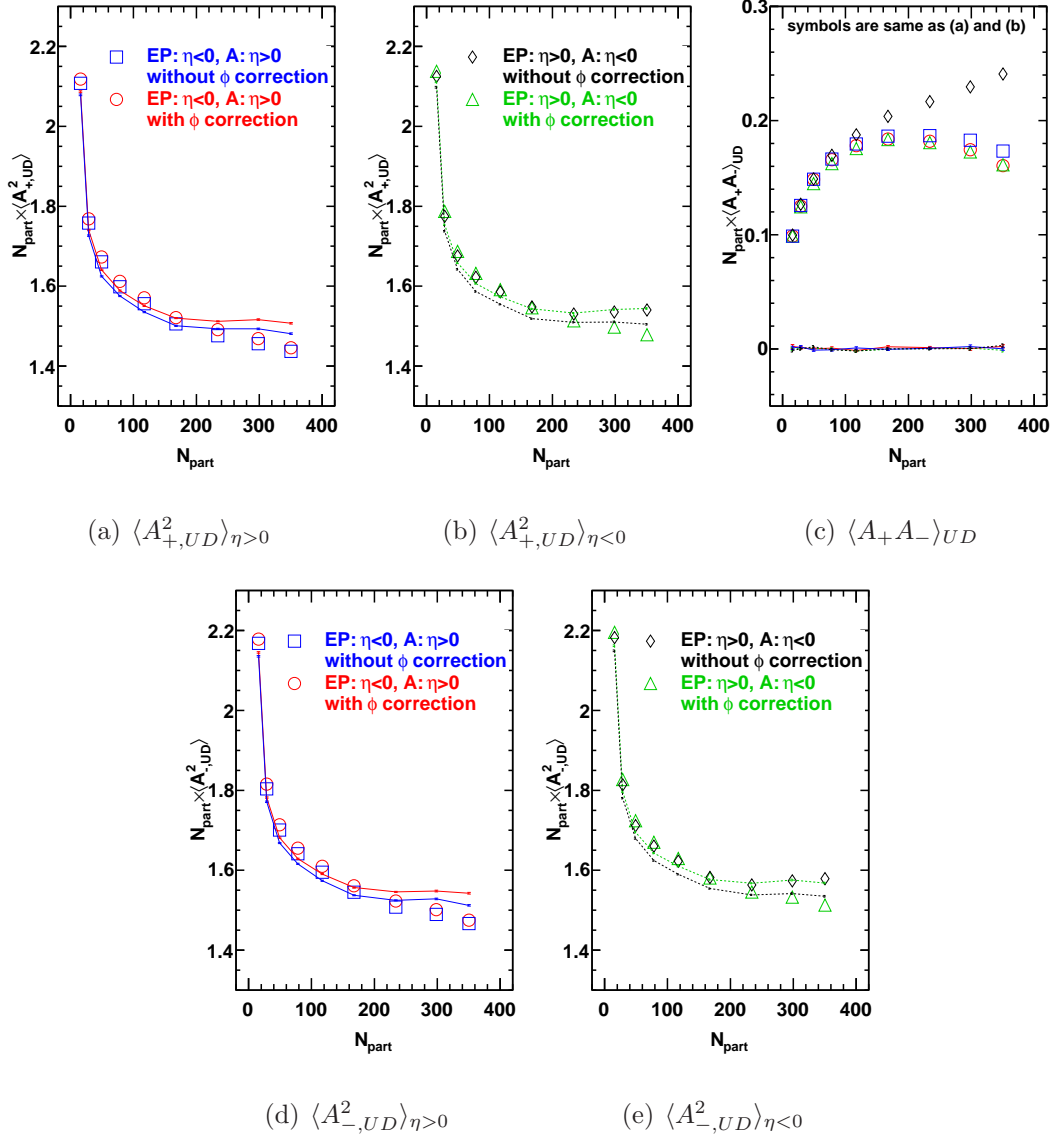 2.2
2
1.8
1.6
1.4
0 100 200 300 400
N_part
N_part×⟨A²_{+,UD}⟩
EP: η<0, A: η>0
without φ correction
EP: η<0, A: η>0
with φ correction
(a) ⟨A²_{+,UD}⟩_{η>0}
2.2
2
1.8
1.6
1.4
0 100 200 300 400
N_part
N_part×⟨A²_{+,UD}⟩
EP: η>0, A: η<0
without φ correction
EP: η>0, A: η<0
with φ correction
(b) ⟨A²_{+,UD}⟩_{η<0}
0.3
symbols are same as (a) and (b)
0.2
0.1
0
0 100 200 300 400
N_part
N_part×⟨A₊A₋⟩_UD
(c) ⟨A₊A₋⟩_{UD}
2.2
2
1.8
1.6
1.4
0 100 200 300 400
N_part
N_part×⟨A²_{-,UD}⟩
EP: η<0, A: η>0
without φ correction
EP: η<0, A: η>0
with φ correction
(d) ⟨A²_{−,UD}⟩_{η>0}
2.2
2
1.8
1.6
1.4
0 100 200 300 400
N_part
N_part×⟨A²_{-,UD}⟩
EP: η>0, A: η<0
without φ correction
EP: η>0, A: η<0
with φ correction
(e) ⟨A²_{−,UD}⟩_{η<0}